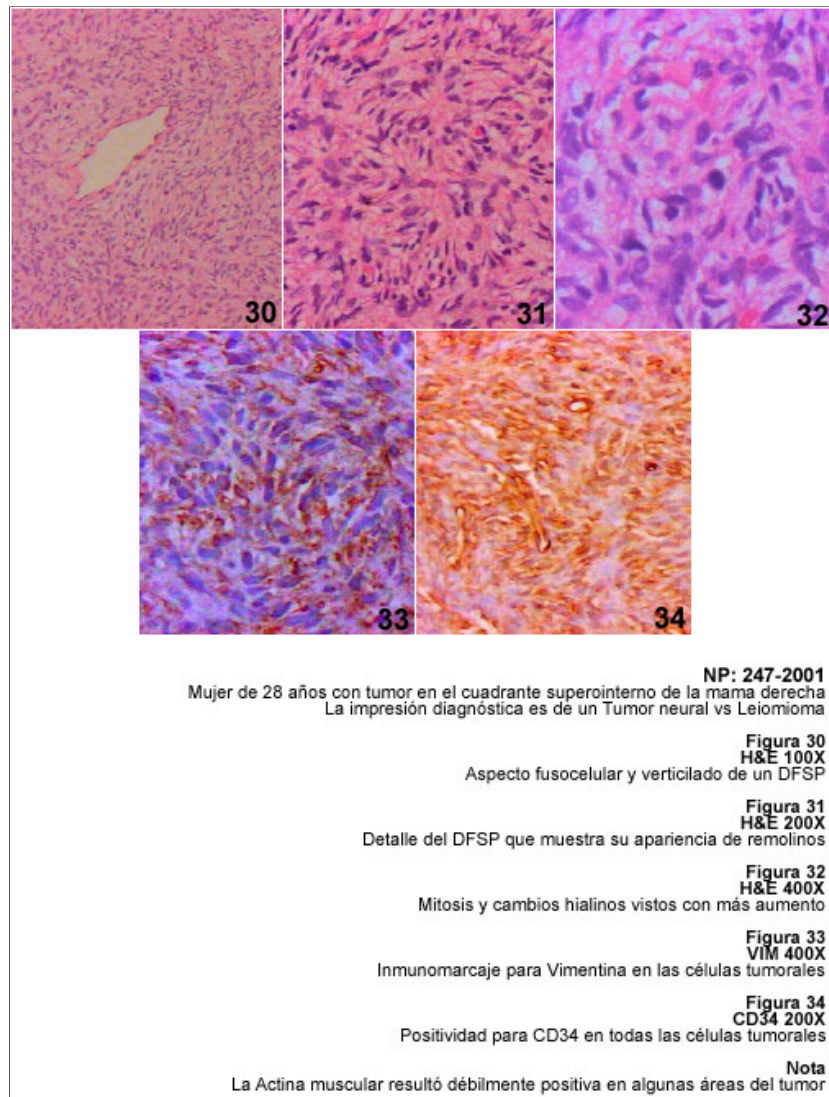 30
31
32
33
34
NP: 247-2001
Mujer de 28 años con tumor en el cuadrante superointerno de la mama derecha
La impresión diagnóstica es de un Tumor neural vs Leiomioma
Figura 30
H&E 100X
Aspecto fusocelular y verticilado de un DFSP
Figura 31
H&E 200X
Detalle del DFSP que muestra su apariencia de remolinos
Figura 32
H&E 400X
Mitosis y cambios hialinos vistos con más aumento
Figura 33
VIM 400X
Inmunomarcaje para Vimentina en las células tumorales
Figura 34
CD34 200X
Positividad para CD34 en todas las células tumorales
Nota
La Actina muscular resultó débilmente positiva en algunas áreas del tumor